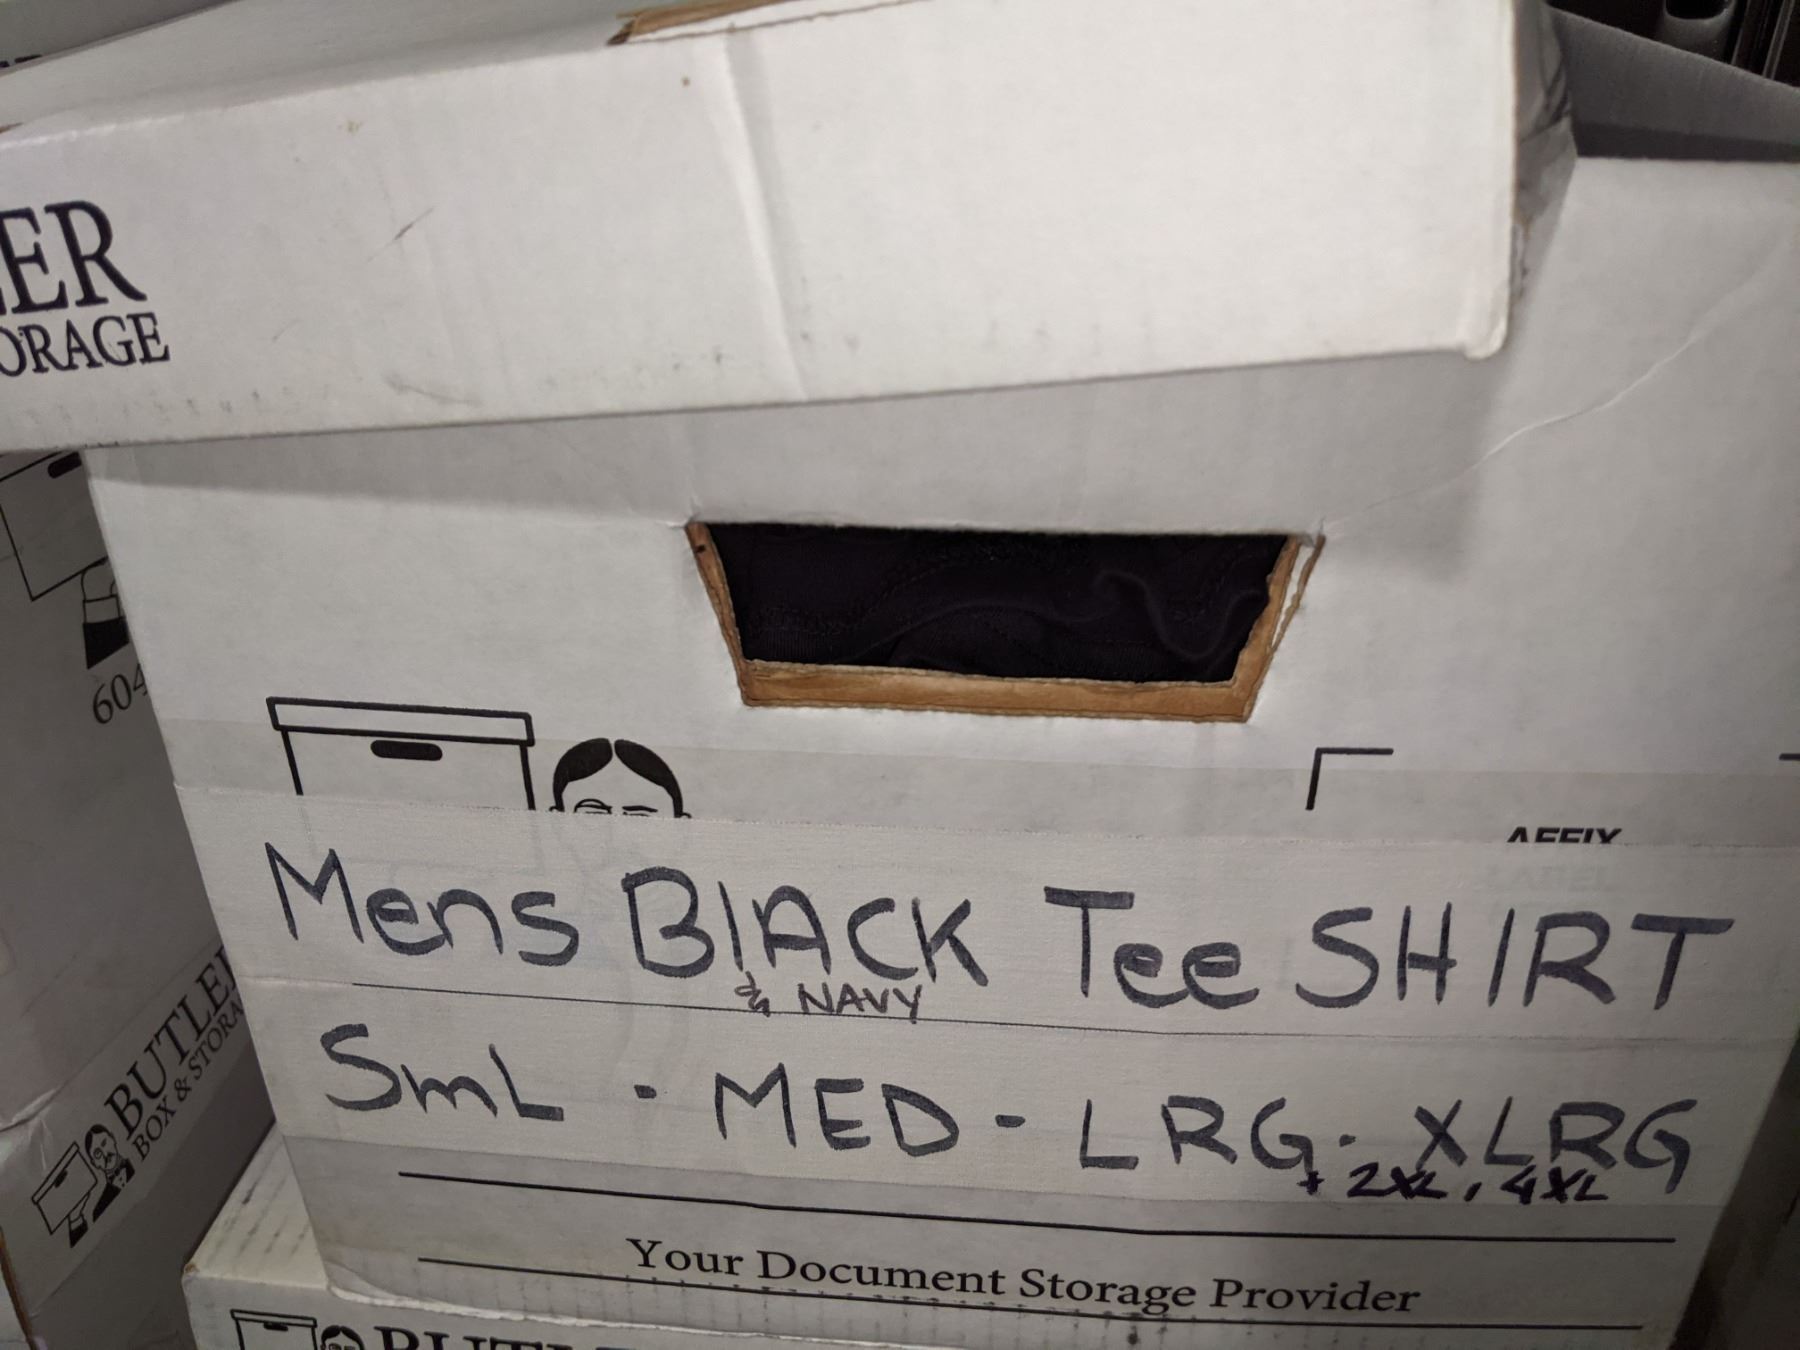 ER
ORAGE
604
AFFIX
Mens BlACK Tee SHIRT
& NAVY
SmL - MED - LRG - XLRG
+ 2XL, 4XL
Your Document Storage Provider
BUTLE
BOX & STORA